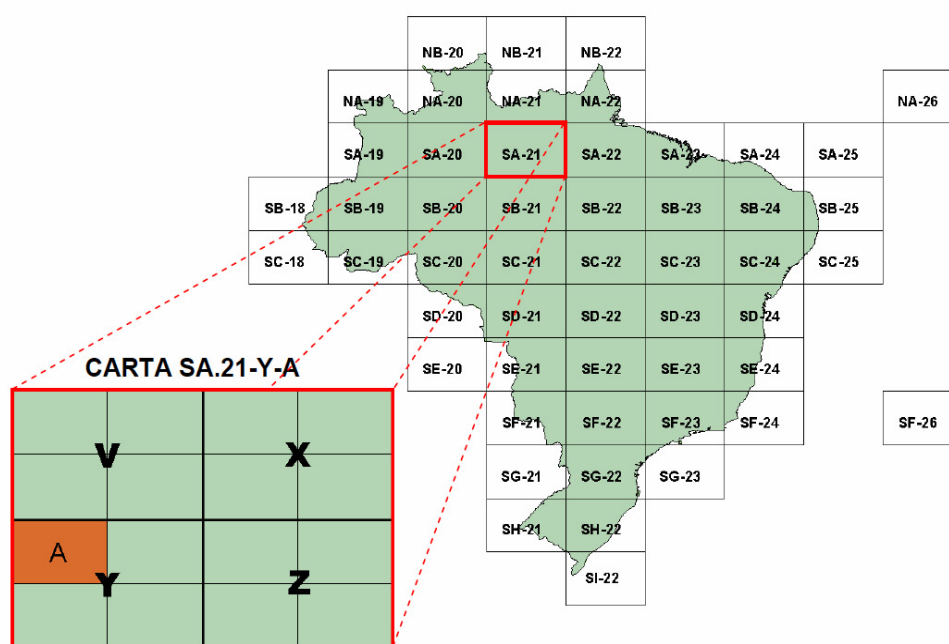 NB-20 NB-21 NB-22
NA-19 NA-20 NA-21 NA-22 NA-26
SA-19 SA-20 SA-21 SA-22 SA-23 SA-24 SA-25
SB-18 SB-19 SB-20 SB-21 SB-22 SB-23 SB-24 SB-25
SC-18 SC-19 SC-20 SC-21 SC-22 SC-23 SC-24 SC-25
SD-20 SD-21 SD-22 SD-23 SD-24
SE-20 SE-21 SE-22 SE-23 SE-24
SF-21 SF-22 SF-23 SF-24 SF-26
SG-21 SG-22 SG-23
SH-21 SH-22
SI-22
CARTA SA.21-Y-A
V X
A
Y Z